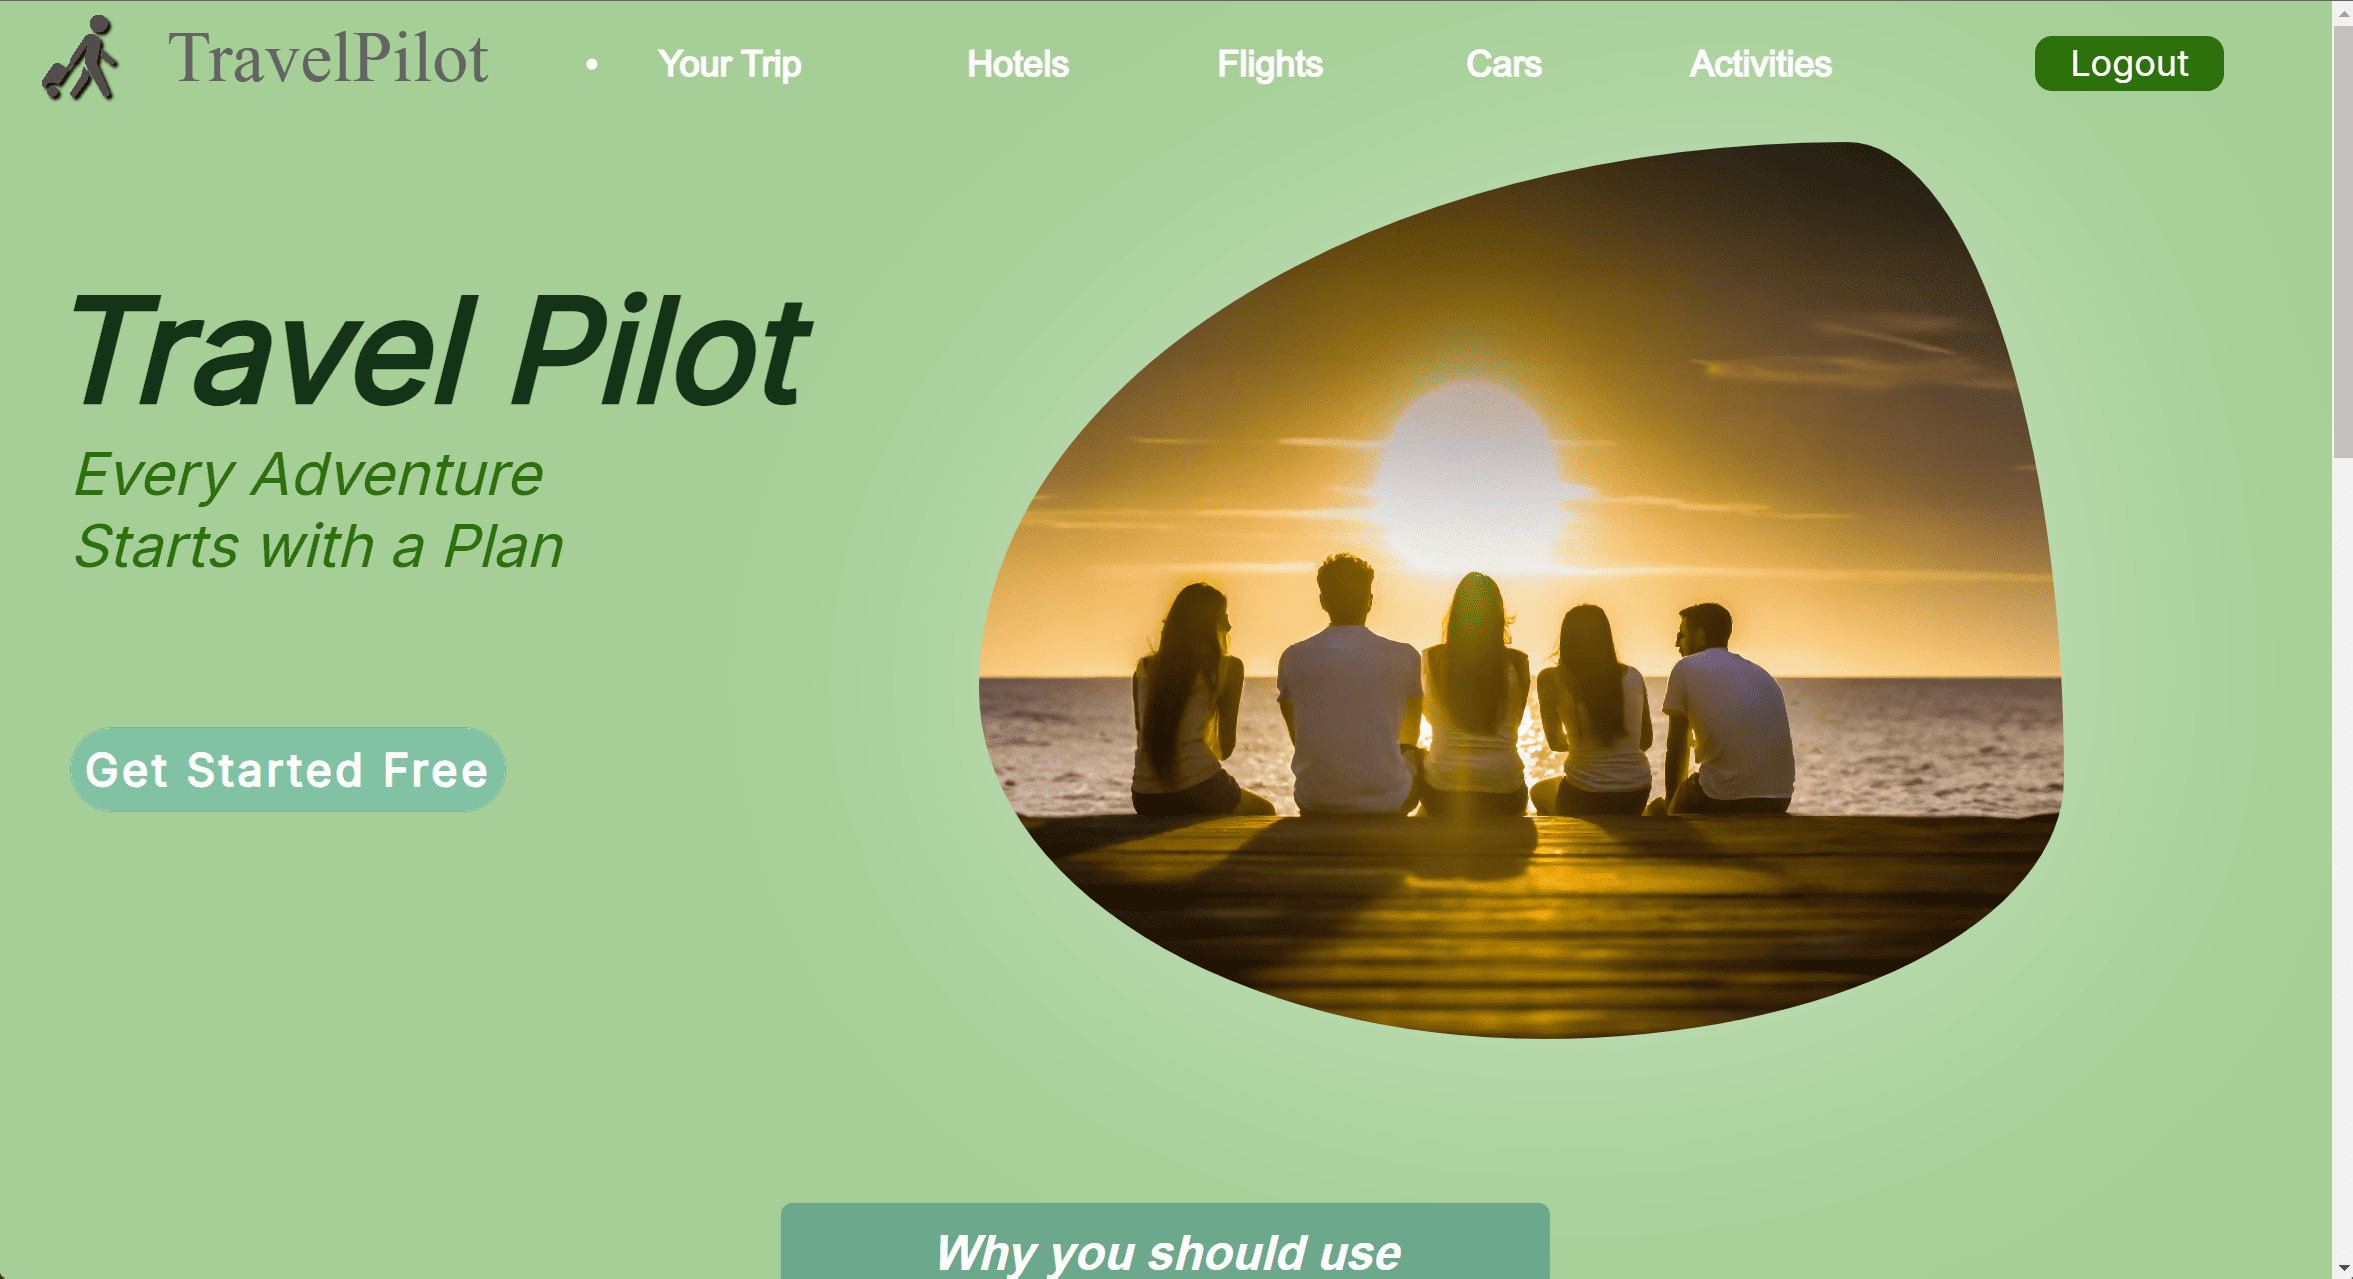 TravelPilot
• Your Trip Hotels Flights Cars Activities Logout
Travel Pilot
Every Adventure
Starts with a Plan
Get Started Free
Why you should use